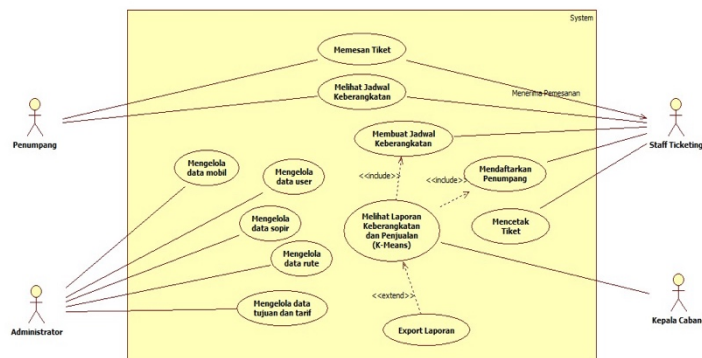 System
Memesan Tiket
Melihat Jadwal
Keberangkatan
Menerima Pemesanan
Penumpang
Staff Ticketing
Membuat Jadwal
Keberangkatan
Mengelola
data mobil
Mengelola
data user
<<include>>
<<include>>
Mendaftarkan
Penumpang
Mengelola
data sopir
Melihat Laporan
Keberangkatan
dan Penjualan
(K-Means)
Mencetak
Tiket
Mengelola
data rute
<<extend>>
Mengelola data
tujuan dan tarif
Export Laporan
Administrator
Kepala Cabang